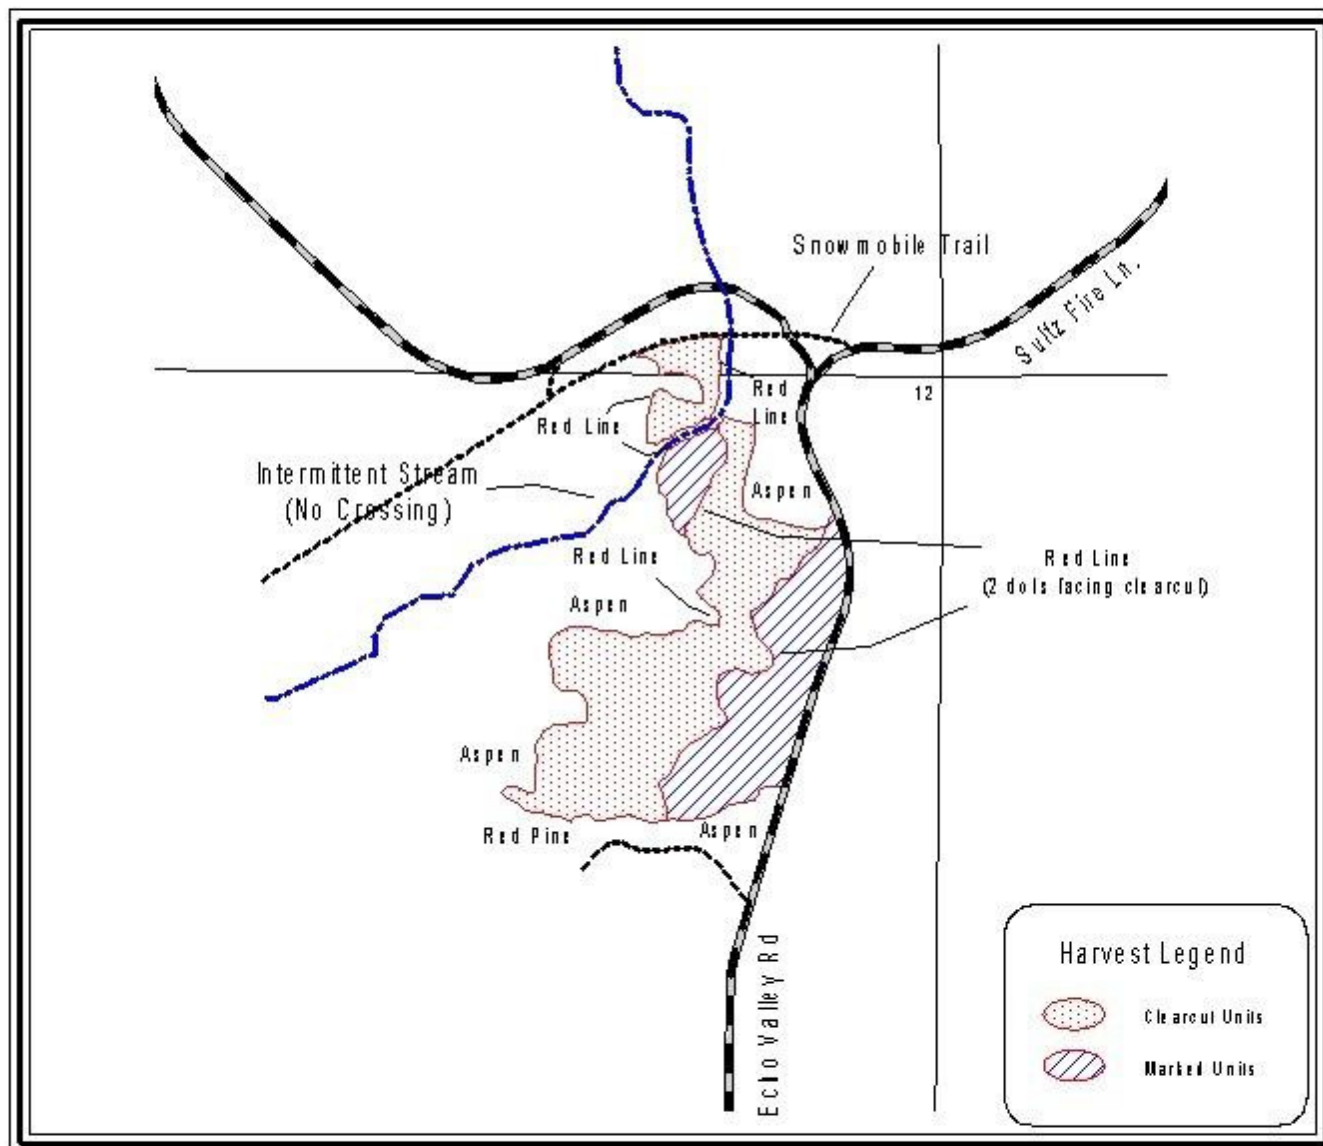 Snowmobile Trail
Sultz Fire Ln.
Red
Line
12
Red Line
Intermittent Stream
(No Crossing)
Aspen
Red Line
Red Line
(2 dots facing clearcut)
Aspen
Aspen
Red Pine
Aspen
Echo Valley Rd
Harvest Legend
Clearcut Units
Marked Units